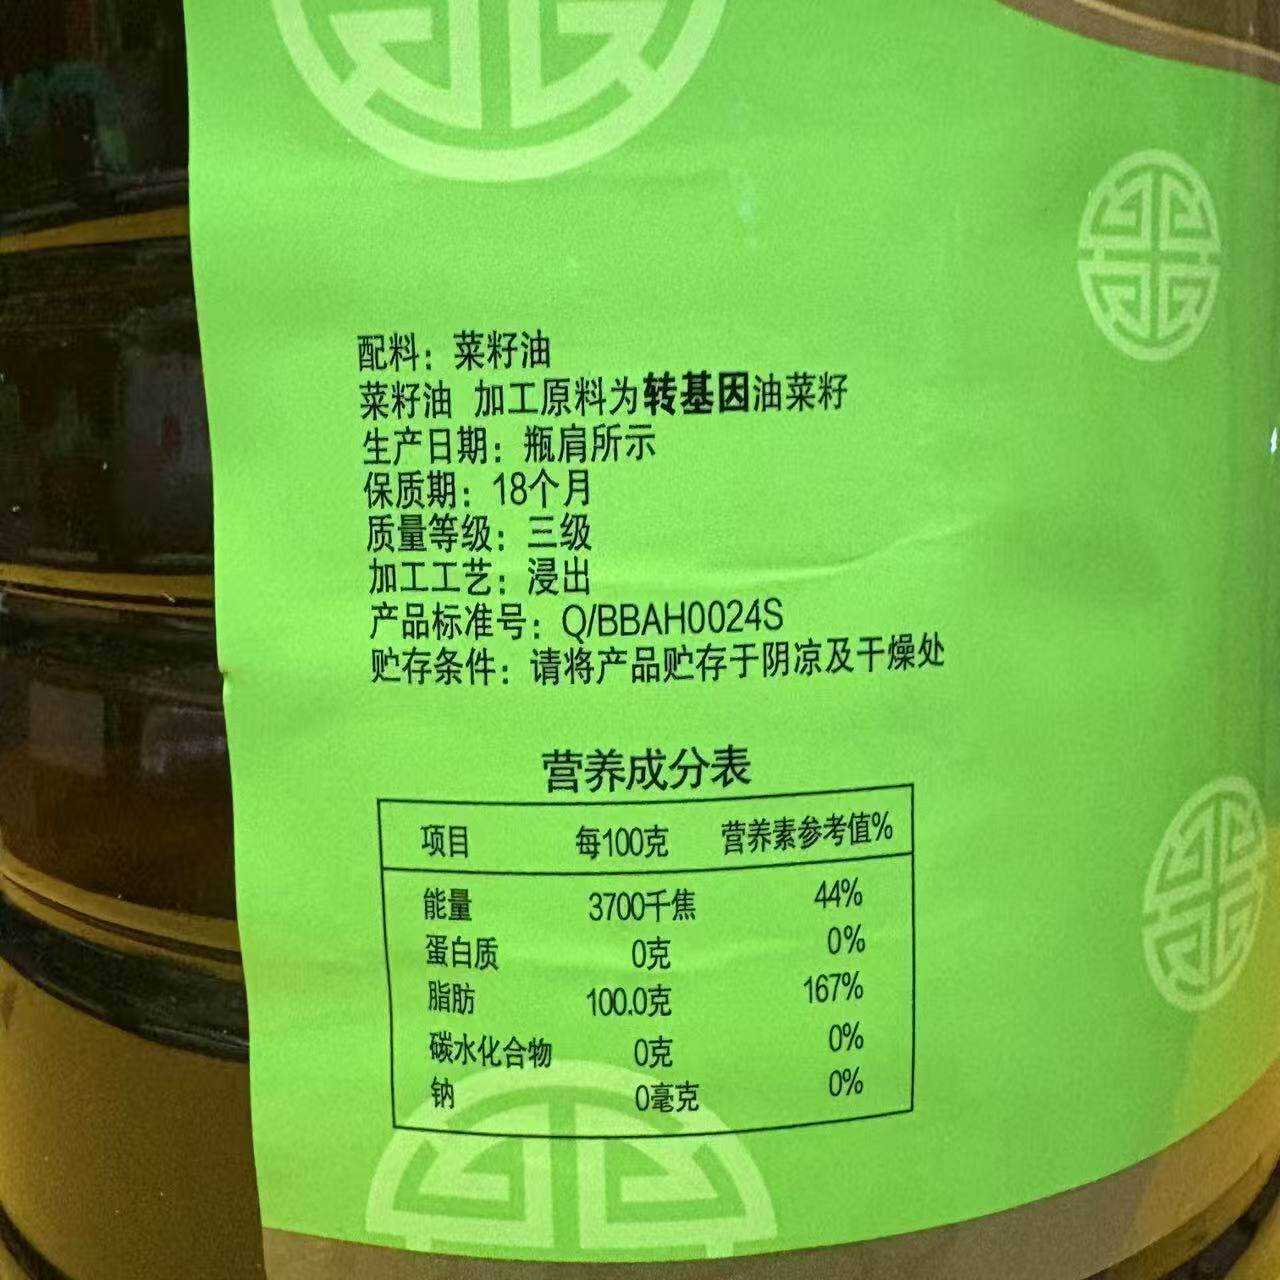 配料：菜籽油
菜籽油 加工原料为转基因油菜籽
生产日期：瓶肩所示
保质期：18个月
质量等级：三级
加工工艺：浸出
产品标准号：Q/BBAH0024S
贮存条件：请将产品贮存于阴凉及干燥处
营养成分表
项目 每100克 营养素参考值%
能量 3700千焦 44%
蛋白质 0克 0%
脂肪 100.0克 167%
碳水化合物 0克 0%
钠 0毫克 0%